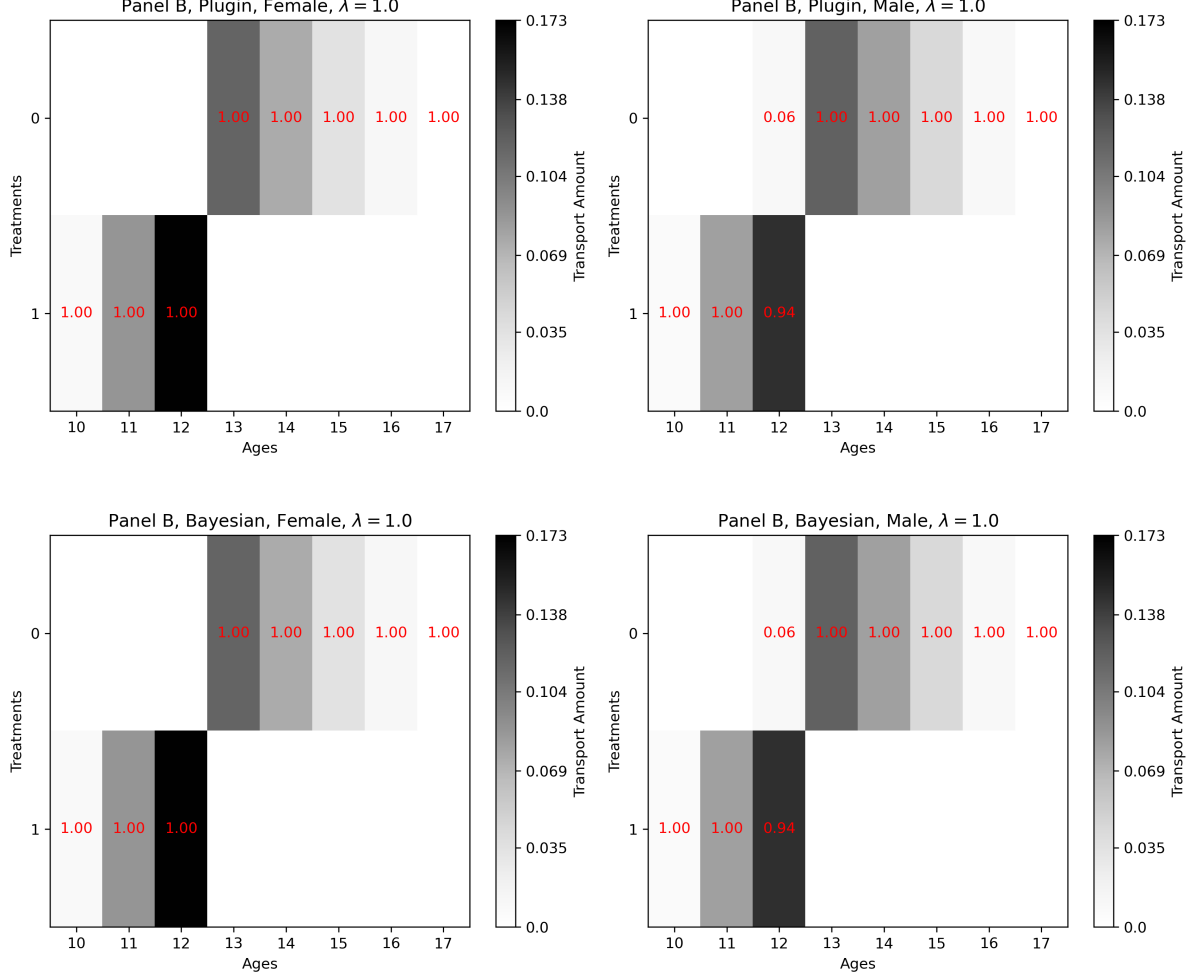 Panel B, Plugin, Female, λ = 1.0
Treatments
0
1
1.00 1.00 1.00 1.00 1.00
1.00 1.00 1.00
10 11 12 13 14 15 16 17
Ages
0.173
0.138
0.104
0.069
0.035
0.0
Transport Amount
Panel B, Plugin, Male, λ = 1.0
Treatments
0
1
0.06 1.00 1.00 1.00 1.00 1.00
1.00 1.00 0.94
10 11 12 13 14 15 16 17
Ages
0.173
0.138
0.104
0.069
0.035
0.0
Transport Amount
Panel B, Bayesian, Female, λ = 1.0
Treatments
0
1
1.00 1.00 1.00 1.00 1.00
1.00 1.00 1.00
10 11 12 13 14 15 16 17
Ages
0.173
0.138
0.104
0.069
0.035
0.0
Transport Amount
Panel B, Bayesian, Male, λ = 1.0
Treatments
0
1
0.06 1.00 1.00 1.00 1.00 1.00
1.00 1.00 0.94
10 11 12 13 14 15 16 17
Ages
0.173
0.138
0.104
0.069
0.035
0.0
Transport Amount